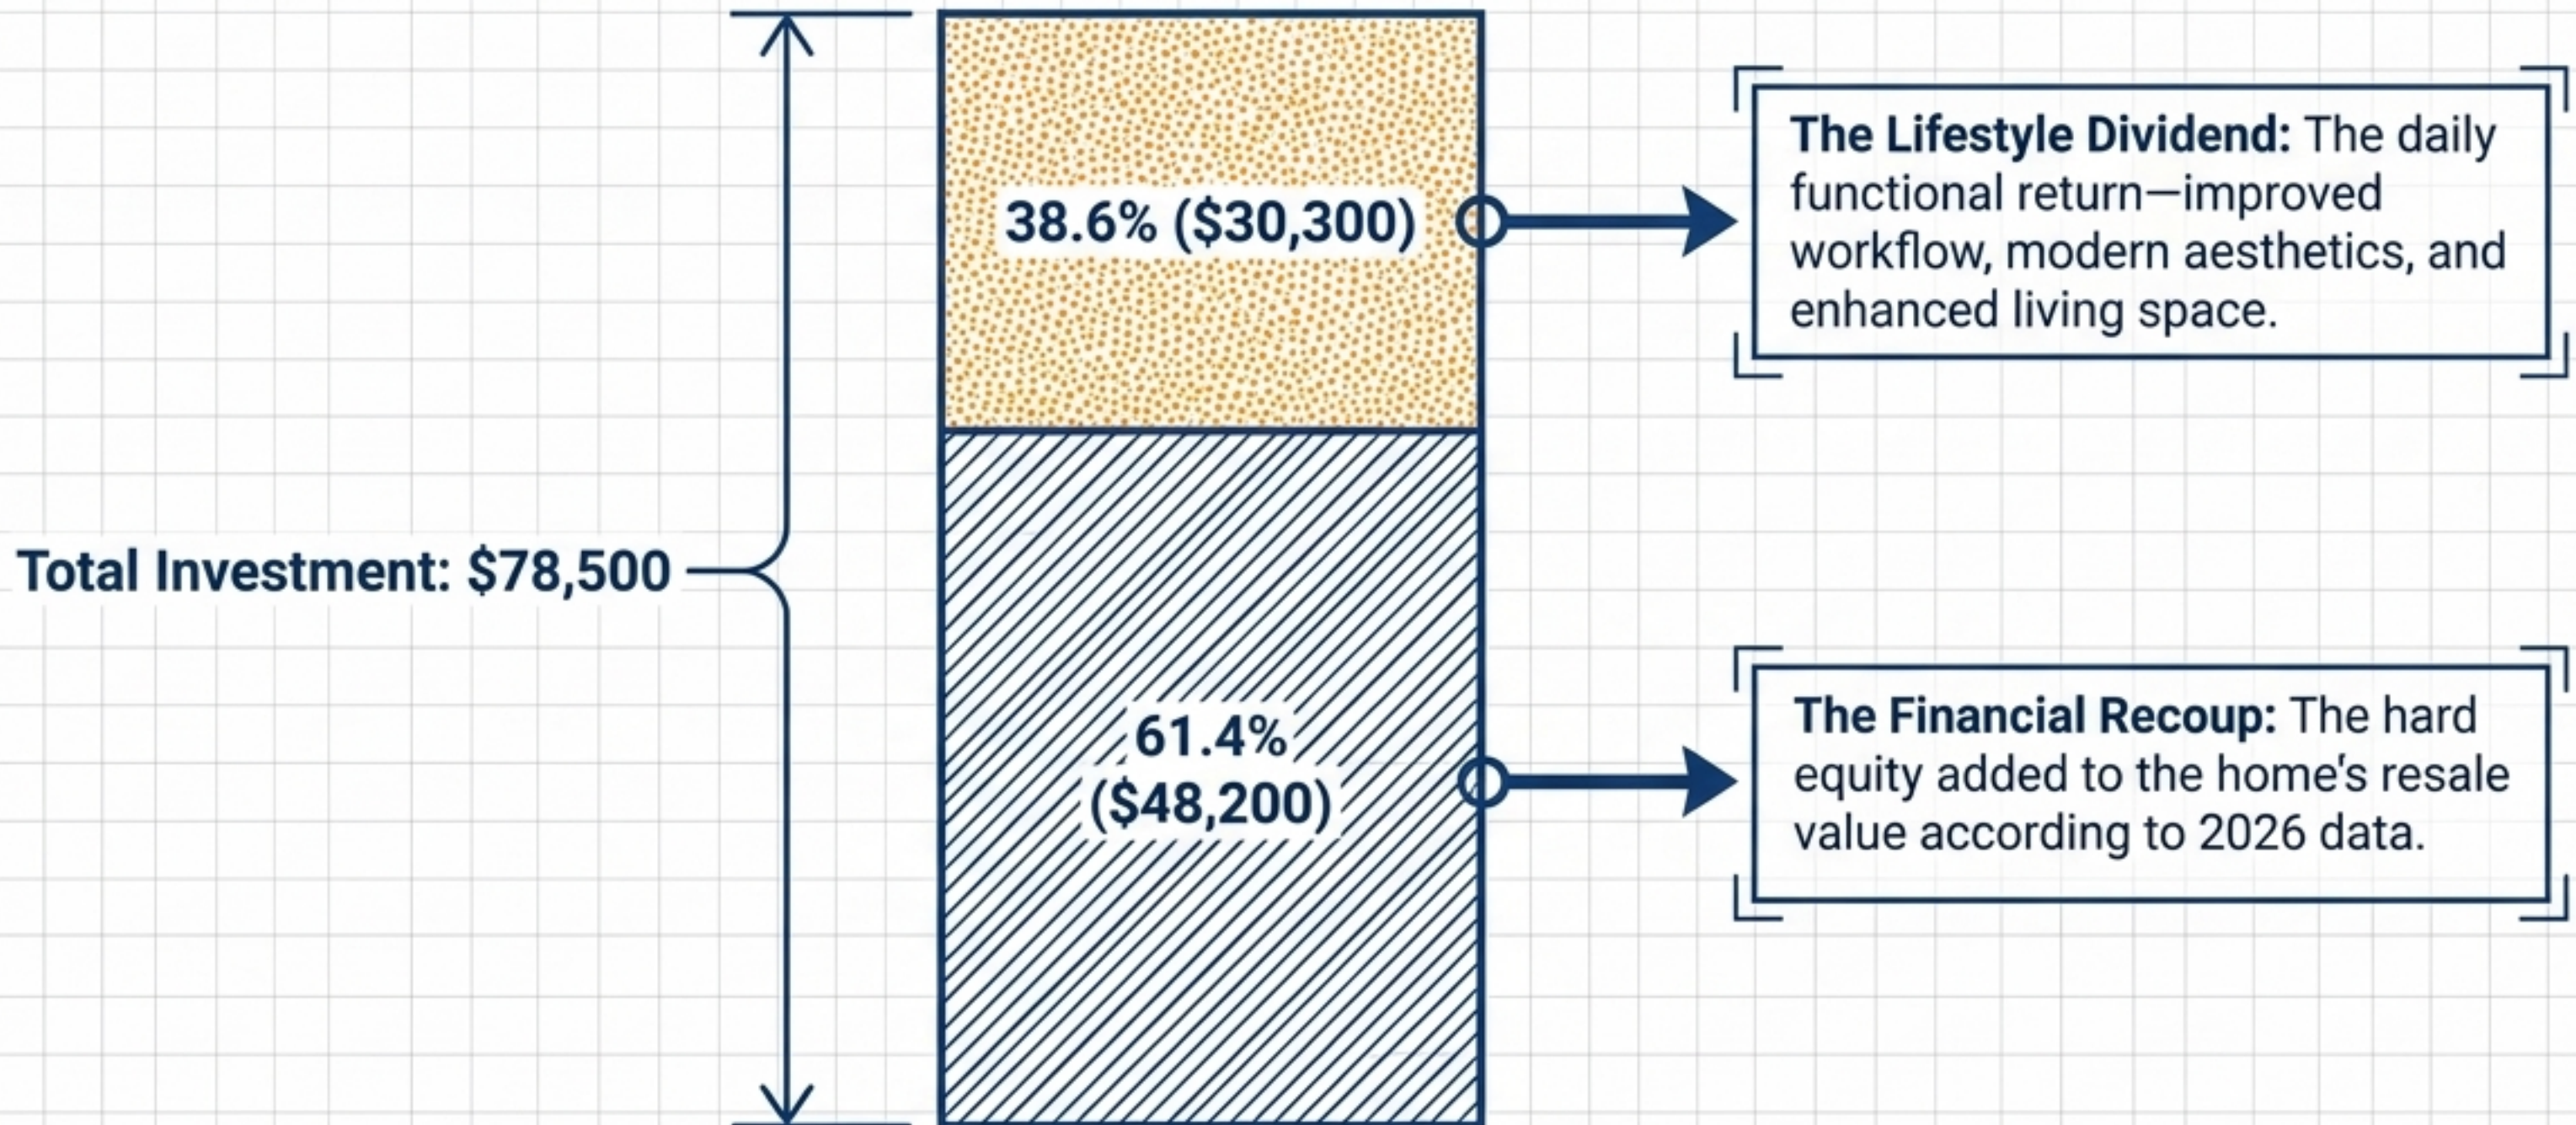 Total Investment: $78,500
38.6% ($30,300)
The Lifestyle Dividend: The daily
functional return—improved
workflow, modern aesthetics, and
enhanced living space.
61.4%
($48,200)
The Financial Recoup: The hard
equity added to the home's resale
value according to 2026 data.